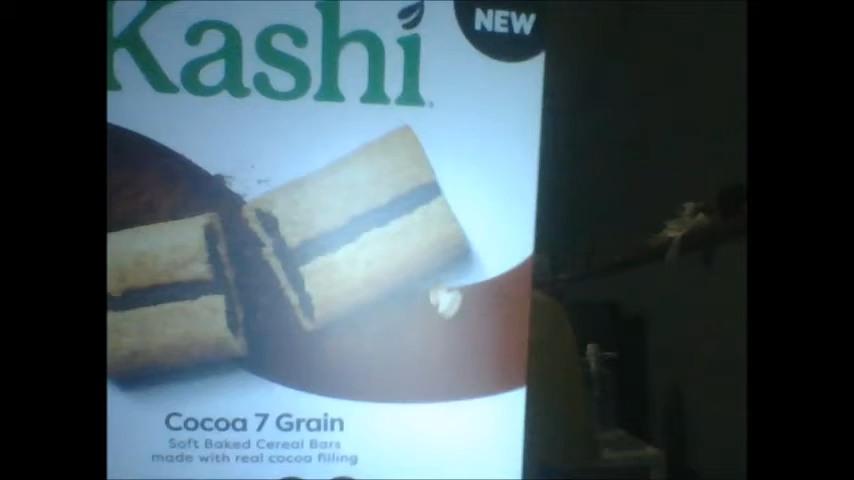 Kashi
NEW
Cocoa 7 Grain
Soft Baked Cereal Bars
made with real cocoa filling